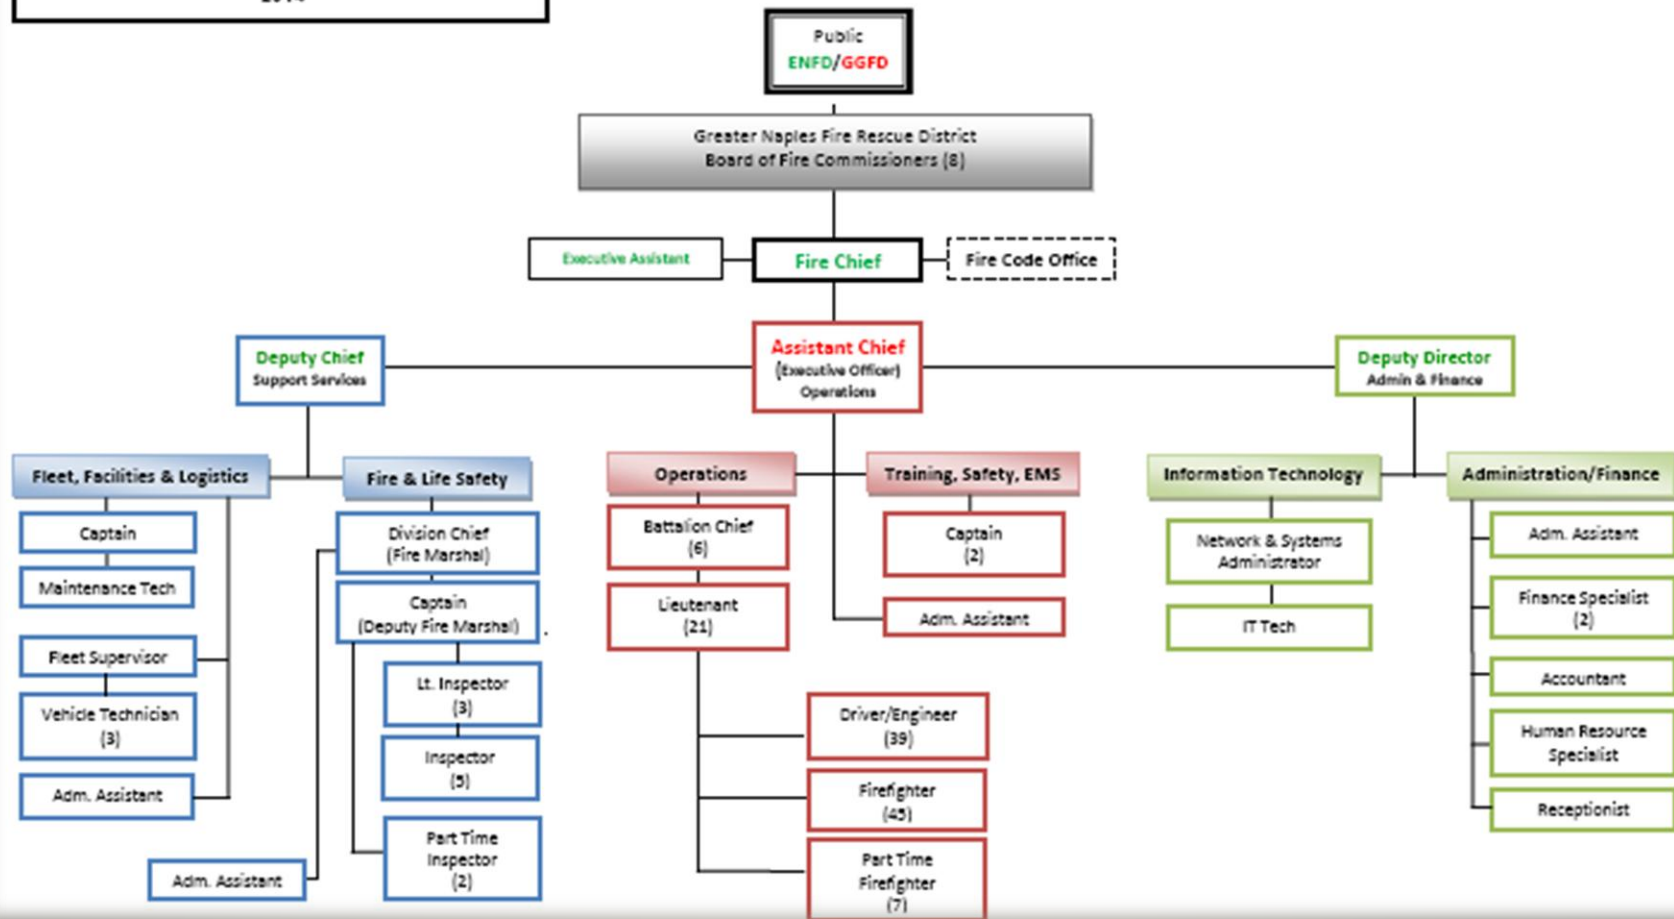 Public
ENFD/GGFD
Greater Naples Fire Rescue District
Board of Fire Commissioners (8)
Executive Assistant
Fire Chief
Fire Code Office
Deputy Chief
Support Services
Assistant Chief
(Executive Officer)
Operations
Deputy Director
Admin & Finance
Fleet, Facilities & Logistics
Captain
Maintenance Tech
Fleet Supervisor
Vehicle Technician
(3)
Adm. Assistant
Fire & Life Safety
Division Chief
(Fire Marshal)
Captain
(Deputy Fire Marshal)
Lt. Inspector
(3)
Inspector
(5)
Part Time
Inspector
(2)
Adm. Assistant
Operations
Battalion Chief
(6)
Lieutenant
(21)
Driver/Engineer
(39)
Firefighter
(45)
Part Time
Firefighter
(7)
Training, Safety, EMS
Captain
(2)
Adm. Assistant
Information Technology
Network & Systems
Administrator
IT Tech
Administration/Finance
Adm. Assistant
Finance Specialist
(2)
Accountant
Human Resource
Specialist
Receptionist